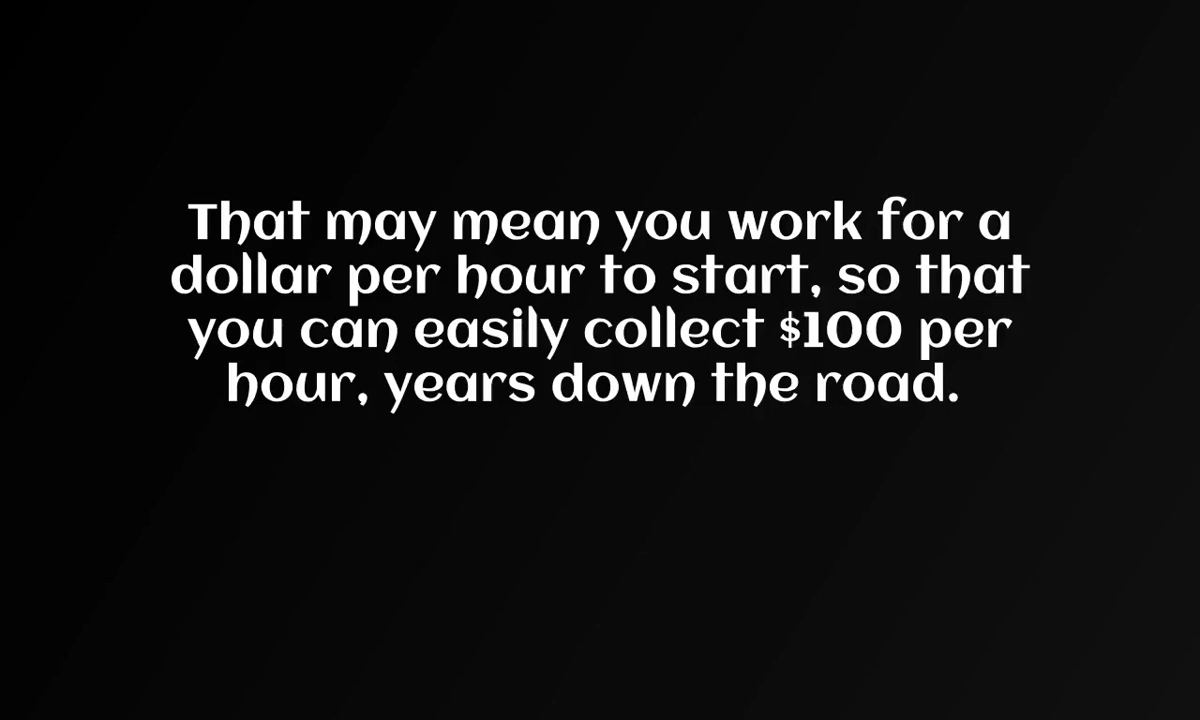 That may mean you work for a
dollar per hour to start, so that
you can easily collect $100 per
hour, years down the road.